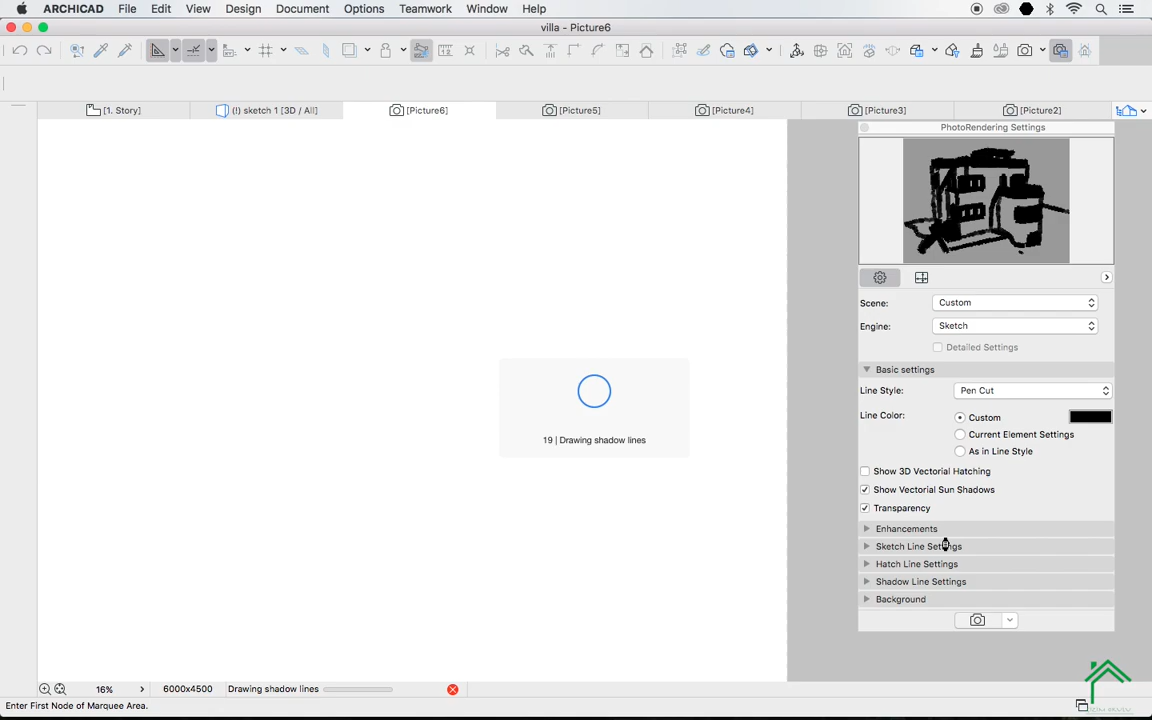 ARCHICAD File Edit View Design Document Options Teamwork Window Help
villa - Picture6
[1. Story] (!) sketch 1 [3D / All] [Picture6] [Picture5] [Picture4] [Picture3] [Picture2]
PhotoRendering Settings
Scene: Custom
Engine: Sketch
Detailed Settings
Basic settings
Line Style: Pen Cut
Line Color: Custom
Current Element Settings
As in Line Style
Show 3D Vectorial Hatching
Show Vectorial Sun Shadows
Transparency
Enhancements
Sketch Line Settings
Hatch Line Settings
Shadow Line Settings
Background
19 | Drawing shadow lines
16% 6000x4500 Drawing shadow lines
Enter First Node of Marquee Area.